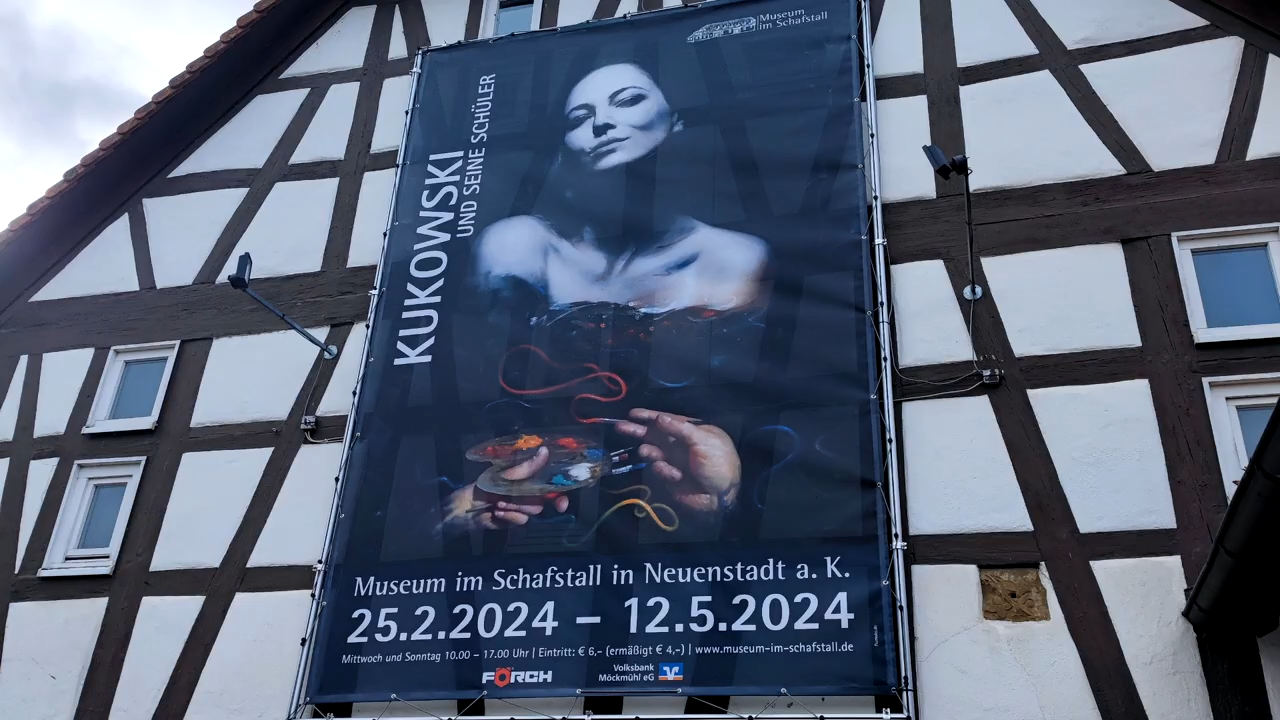 Museum
im Schafstall
KUKOWSKI
UND SEINE SCHÜLER
Museum im Schafstall in Neuenstadt a. K.
25.2.2024 – 12.5.2024
Mittwoch und Sonntag 10.00 – 17.00 Uhr | Eintritt: € 6,– (ermäßigt € 4,–) | www.museum-im-schafstall.de
FÖRCH
Volksbank
Möckmühl eG